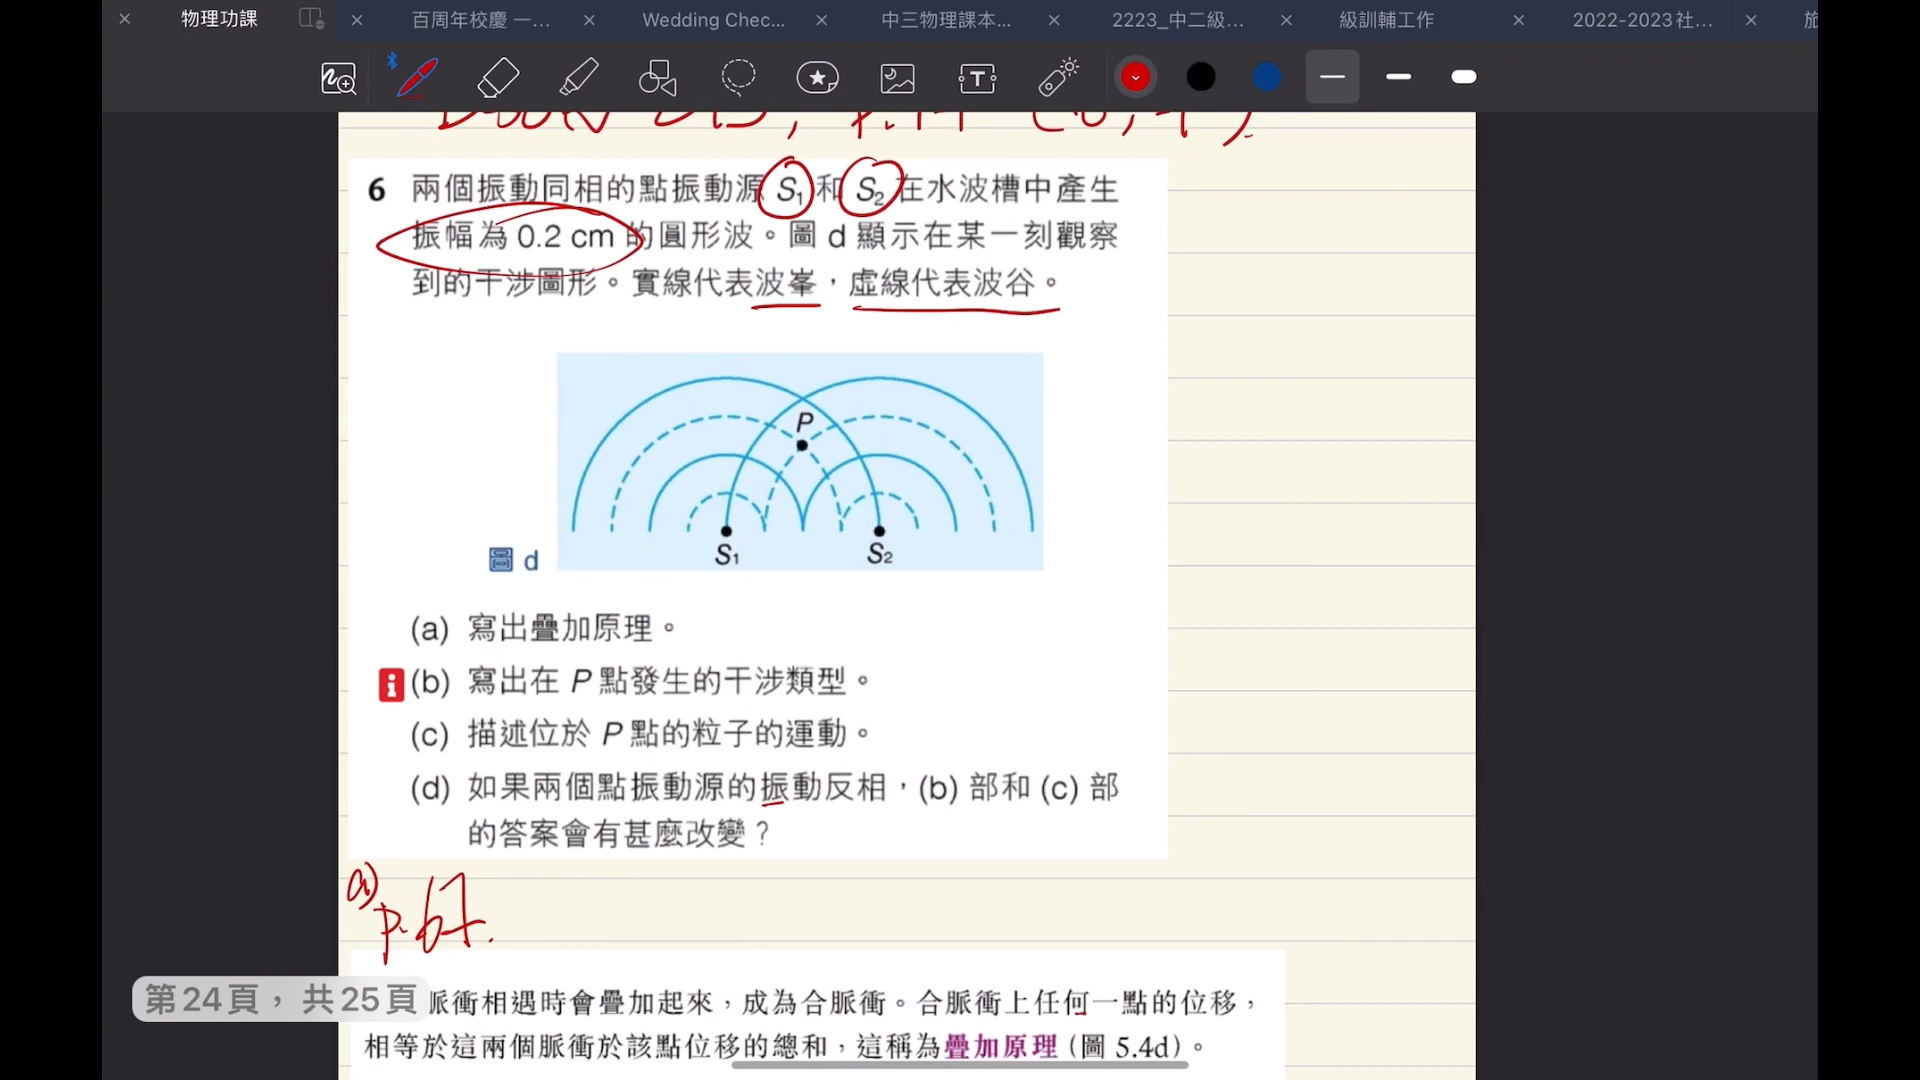 物理功課
百周年校慶 一...
Wedding Chec...
中三物理課本...
2223_中二級...
級訓輔工作
2022-2023社...
6 兩個振動同相的點振動源 S₁ 和 S₂ 在水波槽中產生
振幅為 0.2 cm 的圓形波。圖 d 顯示在某一刻觀察
到的干涉圖形。實線代表波峯，虛線代表波谷。
P
S₁ S₂
圖 d
(a) 寫出疊加原理。
(b) 寫出在 P 點發生的干涉類型。
(c) 描述位於 P 點的粒子的運動。
(d) 如果兩個點振動源的振動反相，(b) 部和 (c) 部
的答案會有甚麼改變？
a)
p. 67.
第24頁，共25頁
脈衝相遇時會疊加起來，成為合脈衝。合脈衝上任何一點的位移，
相等於這兩個脈衝於該點位移的總和，這稱為疊加原理（圖 5.4d）。